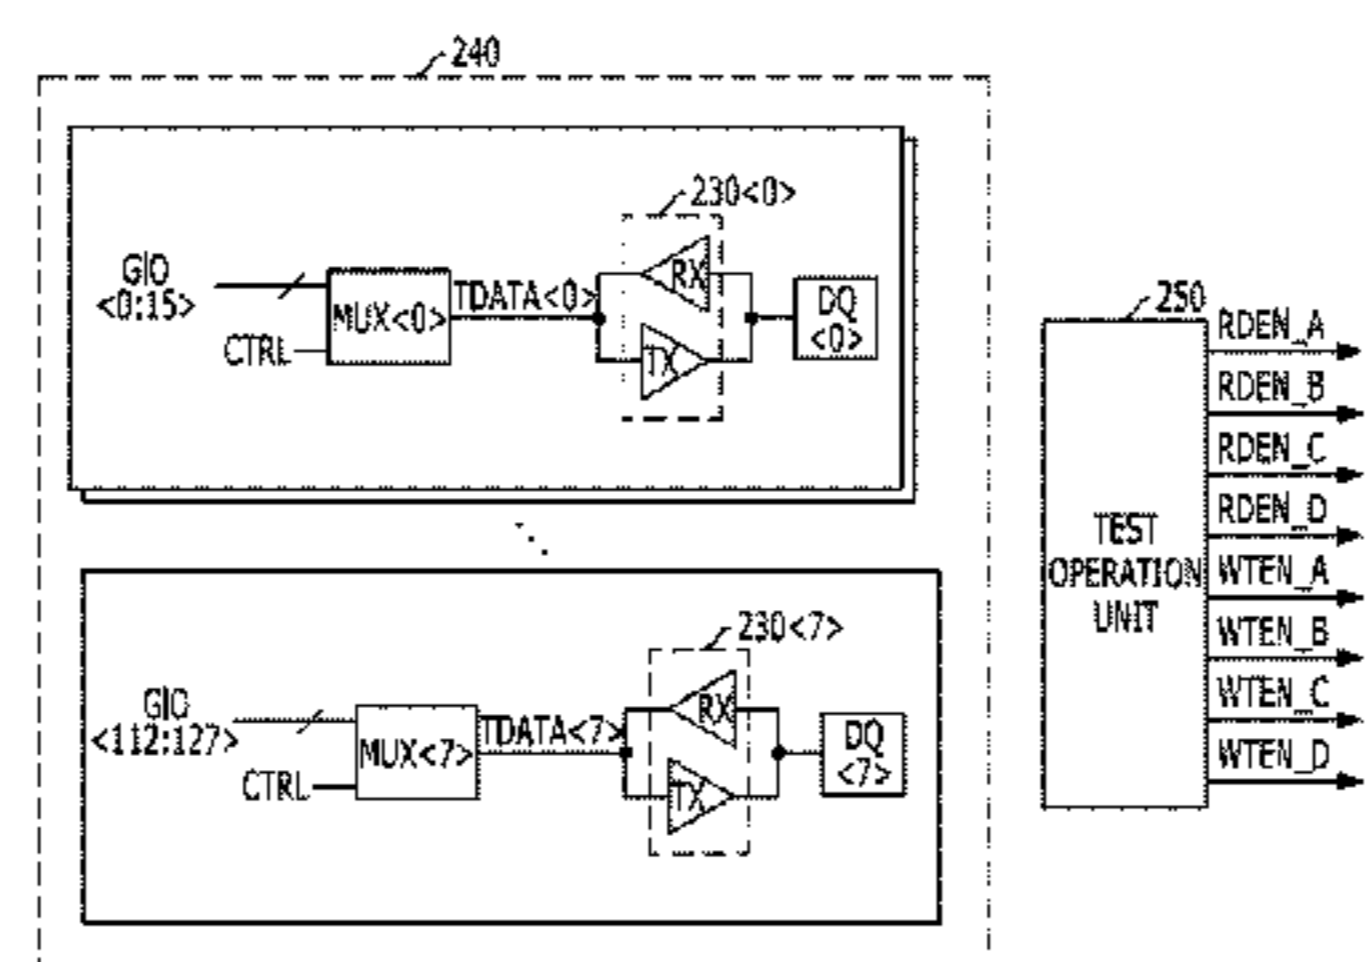 240
230<0>
GIO
<0:15>
CTRL
MUX<0>
TDATA<0>
RX
TX
DQ
<0>
230<7>
GIO
<112:127>
CTRL
MUX<7>
TDATA<7>
RX
TX
DQ
<7>
250
TEST
OPERATION
UNIT
RDEN_A
RDEN_B
RDEN_C
RDEN_D
WTEN_A
WTEN_B
WTEN_C
WTEN_D